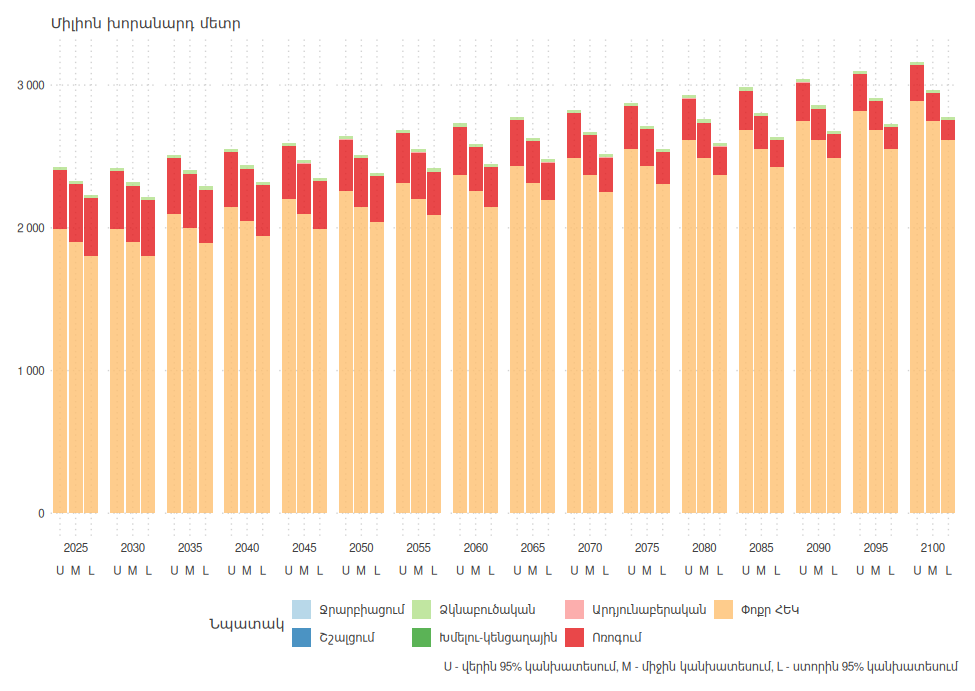 Միլիոն խորանարդ մետր
3 000
2 000
1 000
0
2025 2030 2035 2040 2045 2050 2055 2060 2065 2070 2075 2080 2085 2090 2095 2100
U M L U M L U M L U M L U M L U M L U M L U M L U M L U M L U M L U M L U M L U M L U M L U M L
Նպատակ
Ջրարբիացում Ձկնաբուծական Արդյունաբերական Փոքր ՀԷԿ
Շշալցում Խմելու-կենցաղային Ոռոգում
U - վերին 95% կանխատեսում, M - միջին կանխատեսում, L - ստորին 95% կանխատեսում